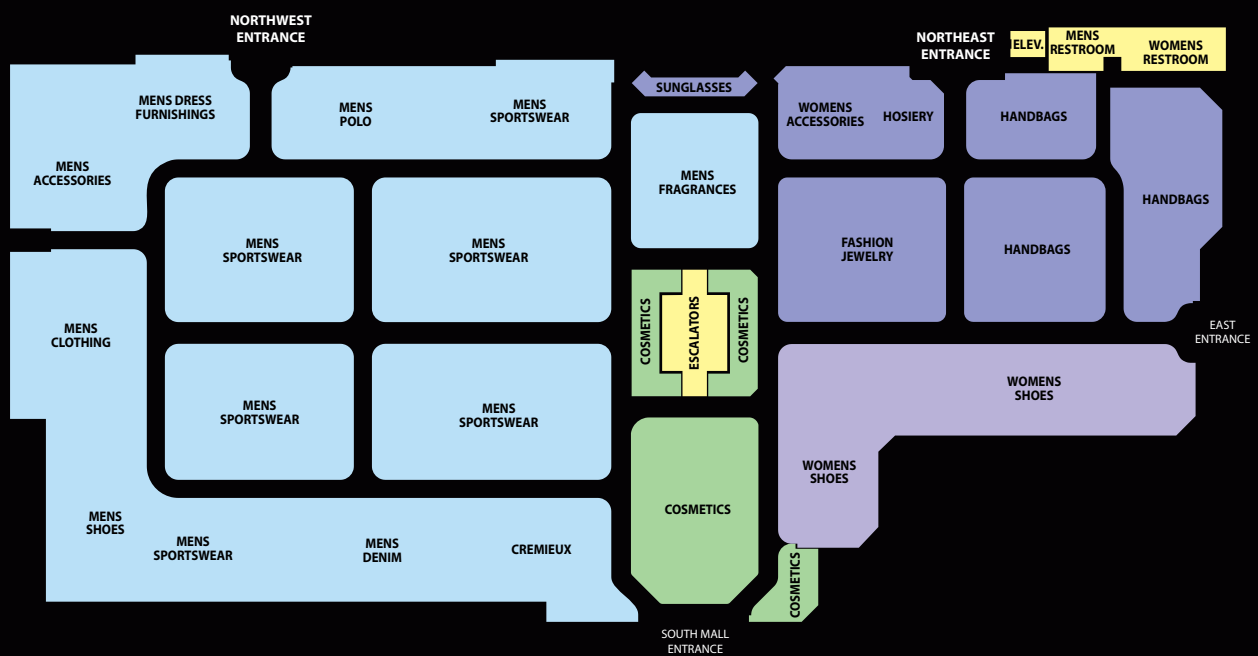 NORTHWEST
ENTRANCE
NORTHEAST
ENTRANCE
ELEV.
MENS
RESTROOM
WOMENS
RESTROOM
MENS DRESS
FURNISHINGS
MENS
POLO
MENS
SPORTSWEAR
SUNGLASSES
WOMENS
ACCESSORIES
HOSIERY
HANDBAGS
MENS
ACCESSORIES
MENS
FRAGRANCES
HANDBAGS
MENS
SPORTSWEAR
MENS
SPORTSWEAR
FASHION
JEWELRY
HANDBAGS
MENS
CLOTHING
COSMETICS
ESCALATORS
COSMETICS
EAST
ENTRANCE
MENS
SPORTSWEAR
MENS
SPORTSWEAR
WOMENS
SHOES
WOMENS
SHOES
MENS
SHOES
MENS
SPORTSWEAR
MENS
DENIM
CREMIEUX
COSMETICS
COSMETICS
SOUTH MALL
ENTRANCE